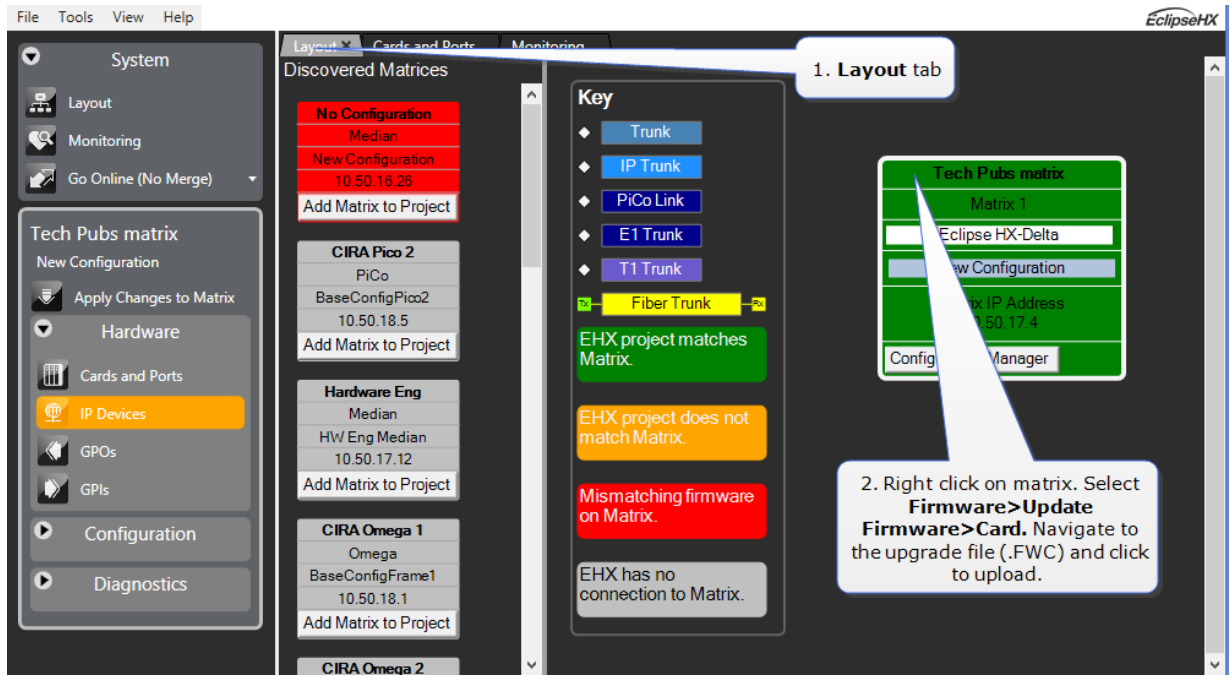 File Tools View Help
EclipseHX
System
Layout
Monitoring
Go Online (No Merge)
Tech Pubs matrix
New Configuration
Apply Changes to Matrix
Hardware
Cards and Ports
IP Devices
GPOs
GPIs
Configuration
Diagnostics
Layout Cards and Ports Monitoring
Discovered Matrices
No Configuration
Median
New Configuration
10.50.16.26
Add Matrix to Project
CIRA Pico 2
PiCo
BaseConfigPico2
10.50.18.5
Add Matrix to Project
Hardware Eng
Median
HW Eng Median
10.50.17.12
Add Matrix to Project
CIRA Omega 1
Omega
BaseConfigFrame1
10.50.18.1
Add Matrix to Project
CIRA Omega 2
Key
Trunk
IP Trunk
PiCo Link
E1 Trunk
T1 Trunk
Tx Fiber Trunk Rx
EHX project matches
Matrix.
EHX project does not
match Matrix.
Mismatching firmware
on Matrix.
EHX has no
connection to Matrix.
1. Layout tab
Tech Pubs matrix
Matrix 1
Eclipse HX-Delta
Configuration
IP Address
.50.17.4
Manager
2. Right click on matrix. Select
Firmware>Update
Firmware>Card. Navigate to
the upgrade file (.FWC) and click
to upload.